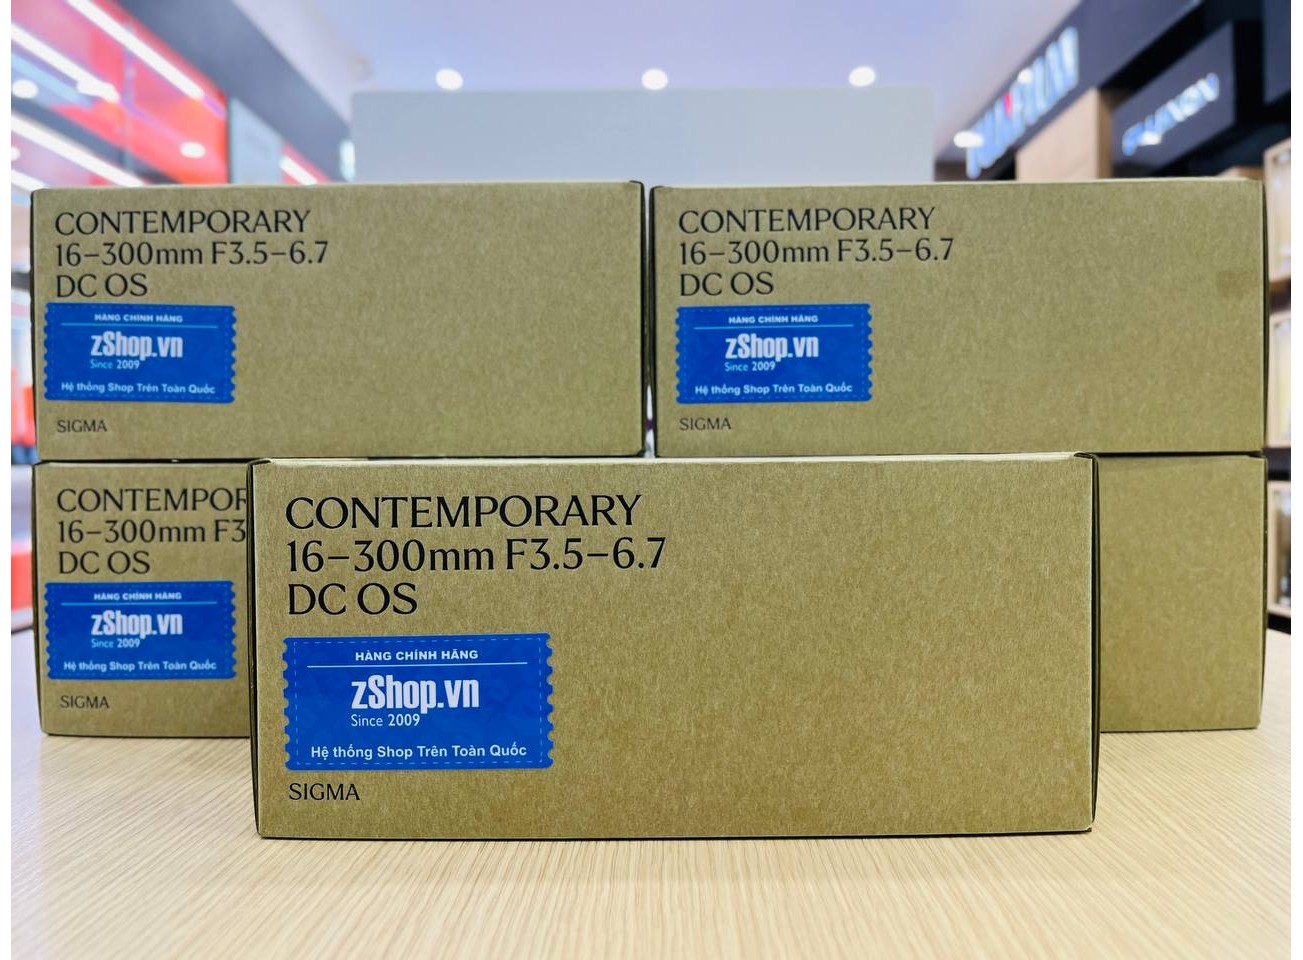 TAMRON
FUJINON
CONTEMPORARY
16–300mm F3.5–6.7
DC OS
HÀNG CHÍNH HÃNG
zShop.vn
Since 2009
Hệ thống Shop Trên Toàn Quốc
SIGMA
CONTEMPORARY
16–300mm F3.5–6.7
DC OS
HÀNG CHÍNH HÃNG
zShop.vn
Since 2009
Hệ thống Shop Trên Toàn Quốc
SIGMA
CONTEMPOR
16–300mm F3
DC OS
HÀNG CHÍNH HÃNG
zShop.vn
Since 2009
Hệ thống Shop Trên Toàn Quốc
SIGMA
CONTEMPORARY
16–300mm F3.5–6.7
DC OS
HÀNG CHÍNH HÃNG
zShop.vn
Since 2009
Hệ thống Shop Trên Toàn Quốc
SIGMA